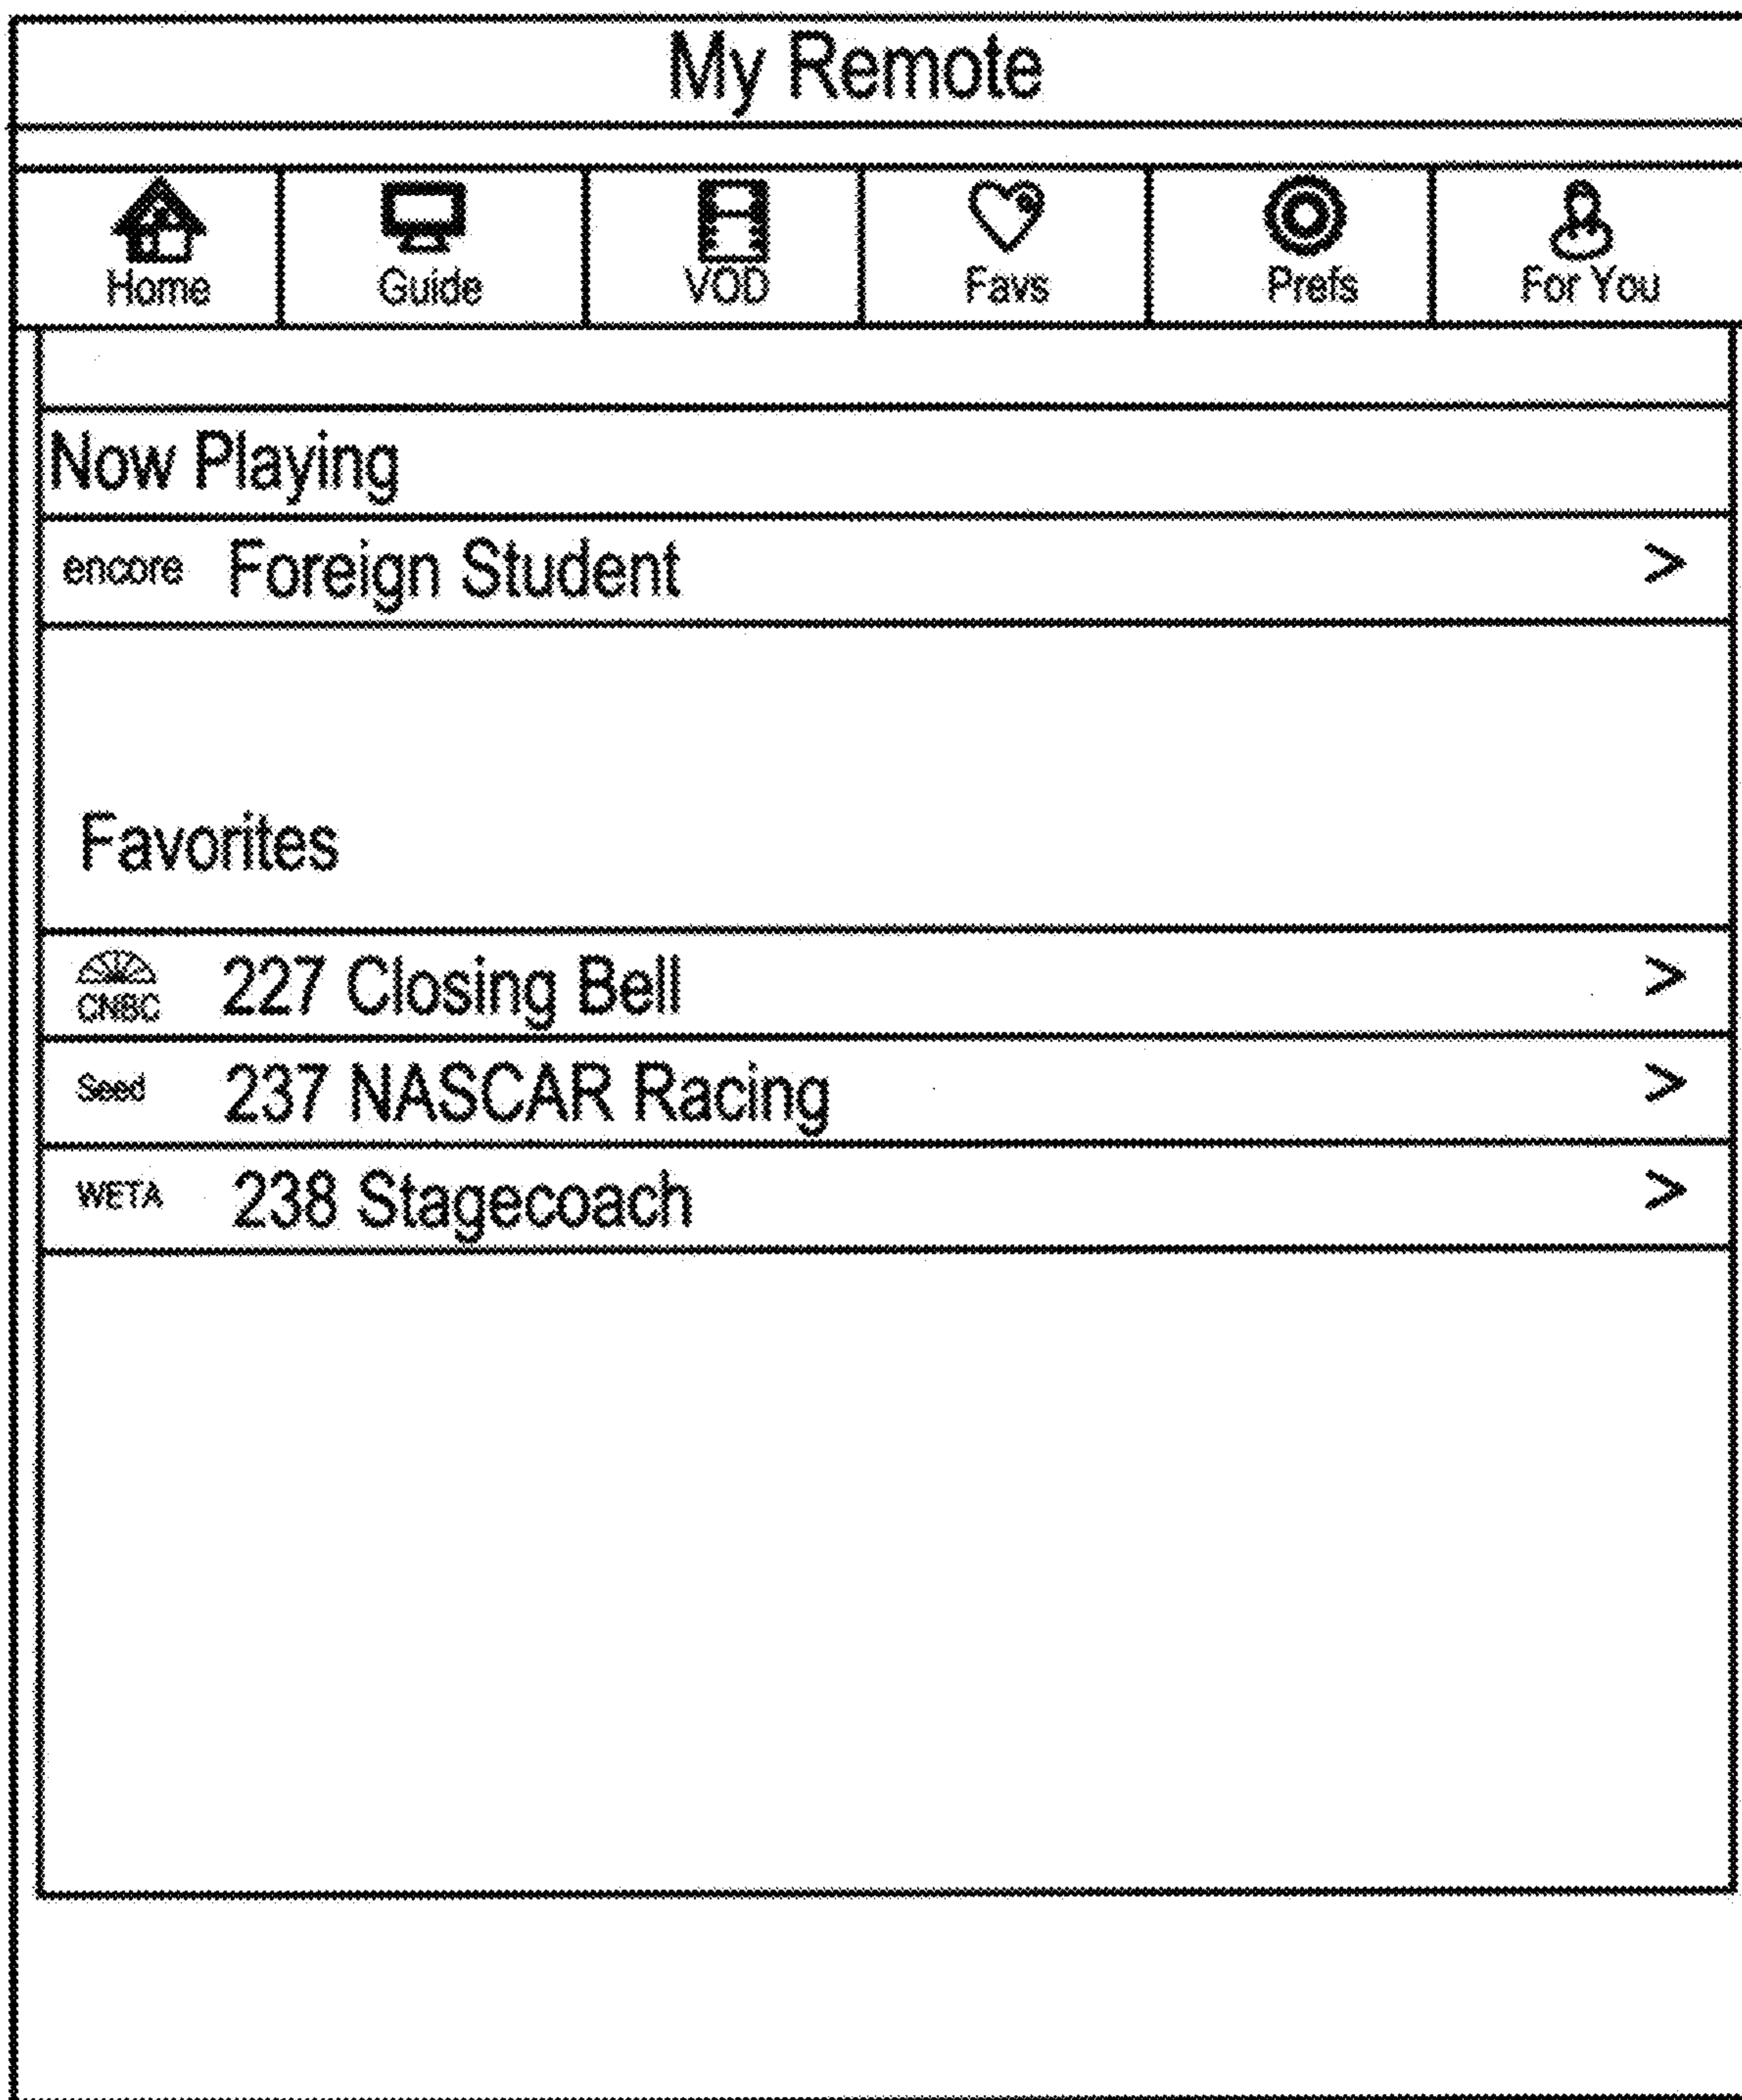 My Remote
Home Guide VOD Favs Prefs For You
Now Playing
encore Foreign Student >
Favorites
CNBC 227 Closing Bell >
Seed 237 NASCAR Racing >
WETA 238 Stagecoach >